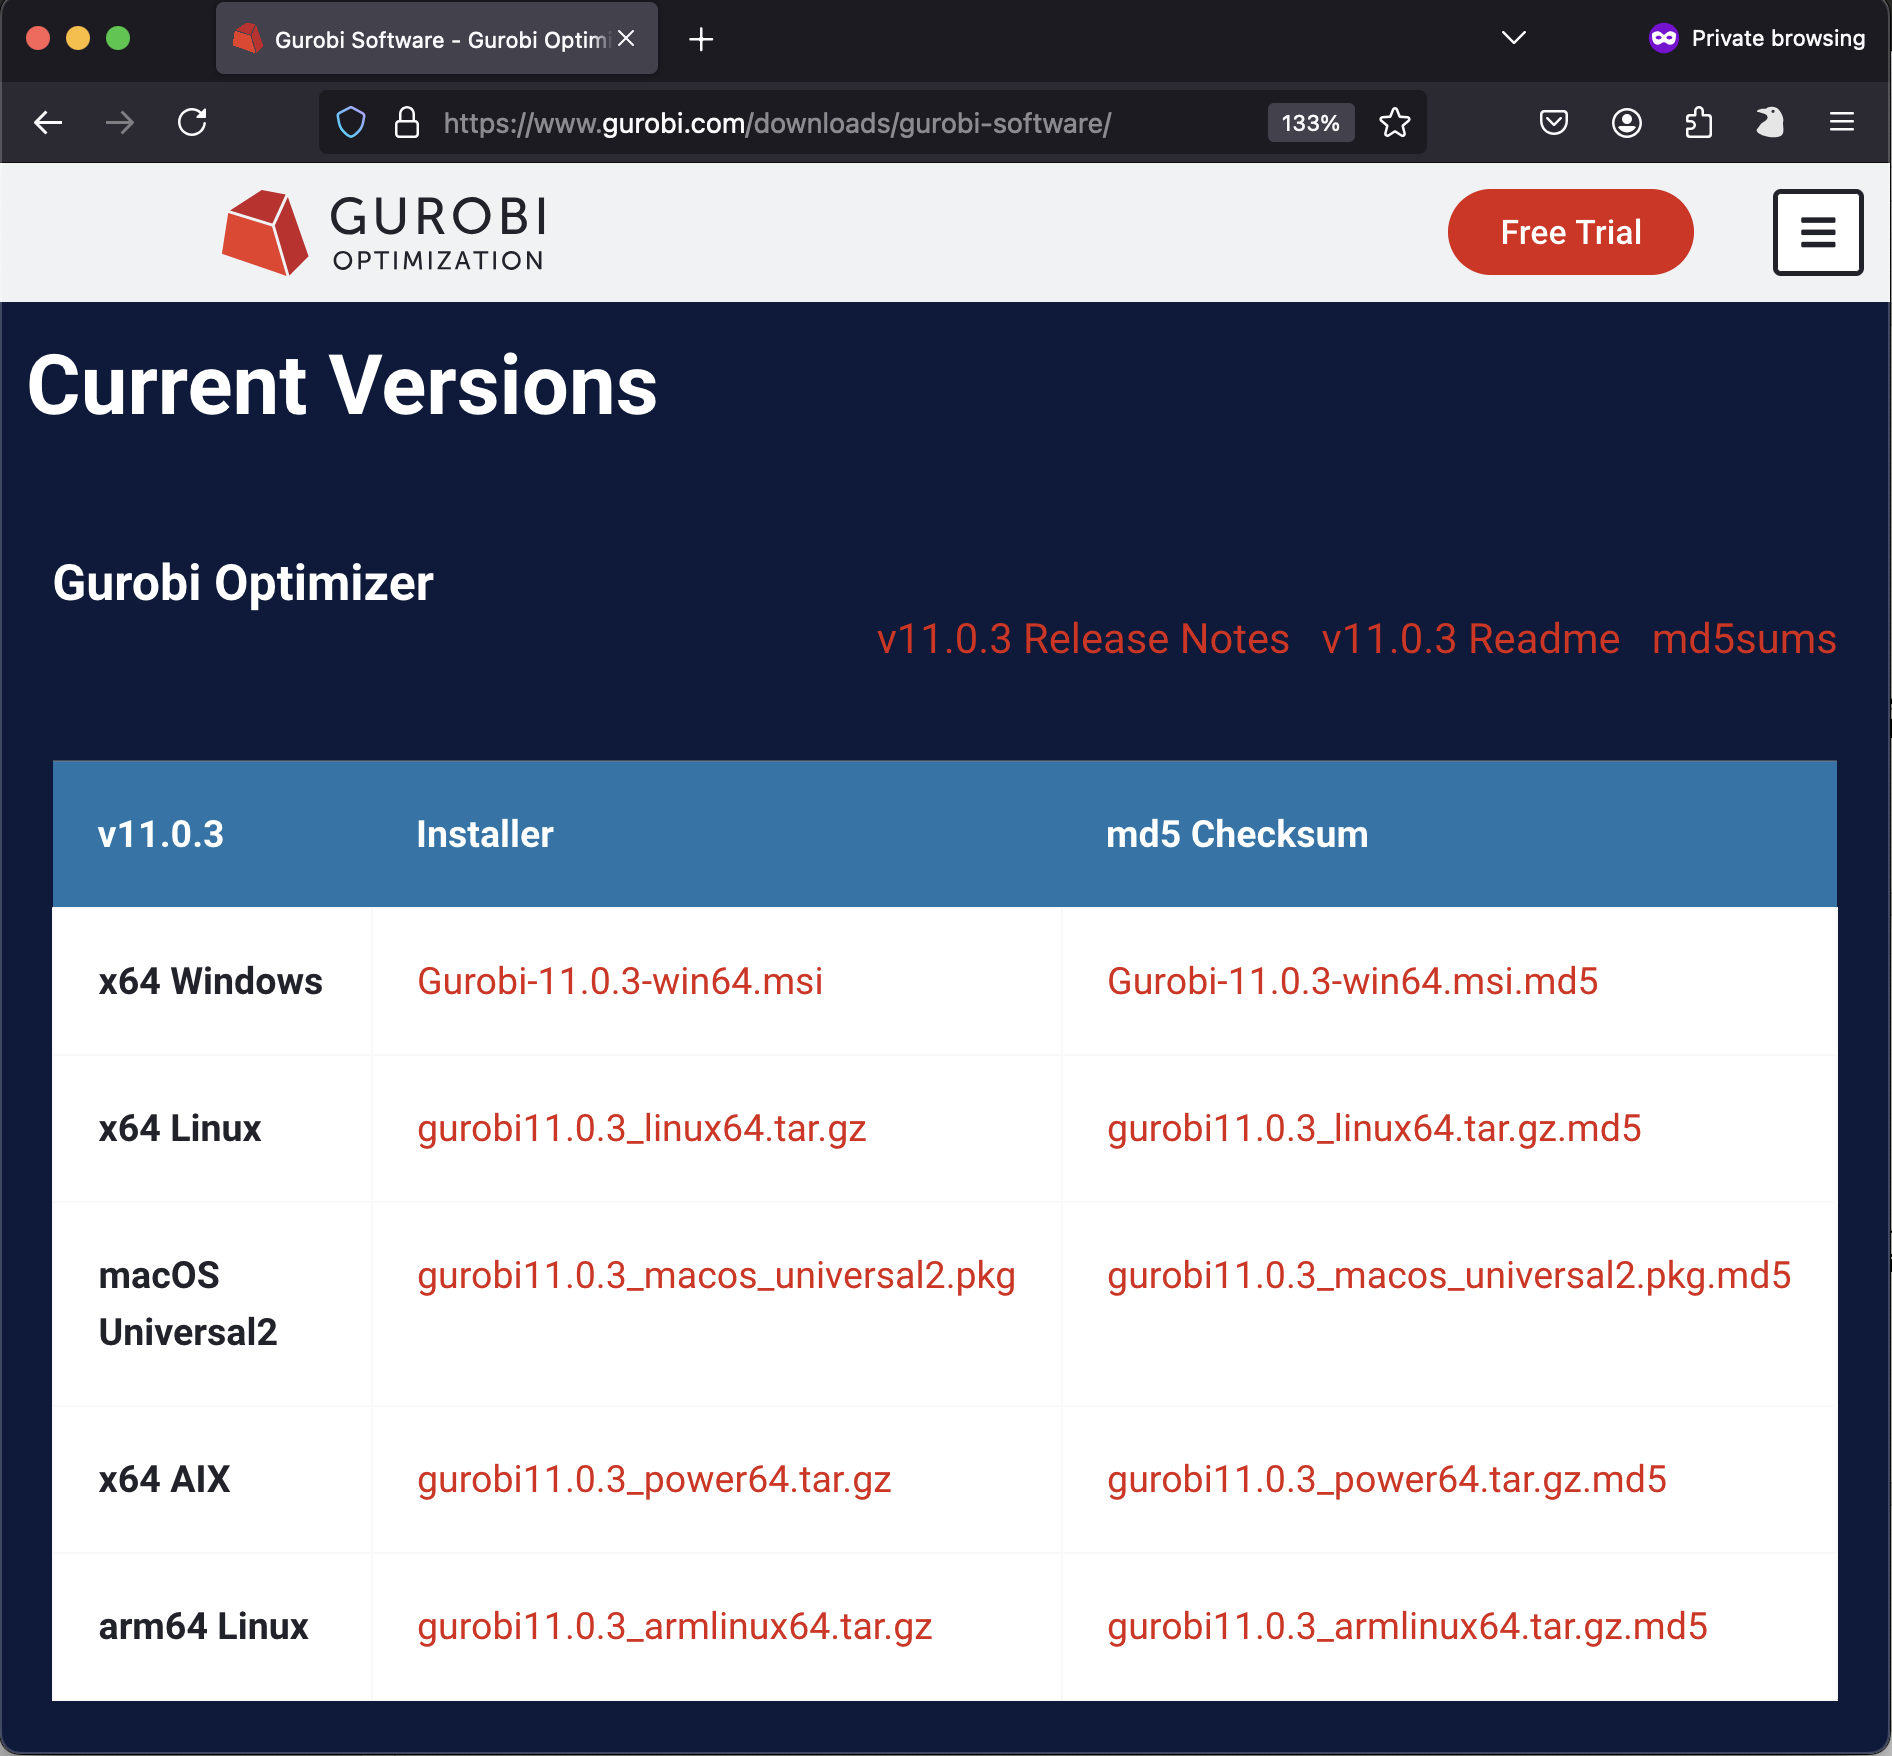 Gurobi Software - Gurobi Optimi
Private browsing
https://www.gurobi.com/downloads/gurobi-software/
133%
GUROBI
OPTIMIZATION
Free Trial
Current Versions
Gurobi Optimizer
v11.0.3 Release Notes v11.0.3 Readme md5sums
v11.0.3 Installer md5 Checksum
x64 Windows Gurobi-11.0.3-win64.msi Gurobi-11.0.3-win64.msi.md5
x64 Linux gurobi11.0.3_linux64.tar.gz gurobi11.0.3_linux64.tar.gz.md5
macOS gurobi11.0.3_macos_universal2.pkg gurobi11.0.3_macos_universal2.pkg.md5
Universal2
x64 AIX gurobi11.0.3_power64.tar.gz gurobi11.0.3_power64.tar.gz.md5
arm64 Linux gurobi11.0.3_armlinux64.tar.gz gurobi11.0.3_armlinux64.tar.gz.md5